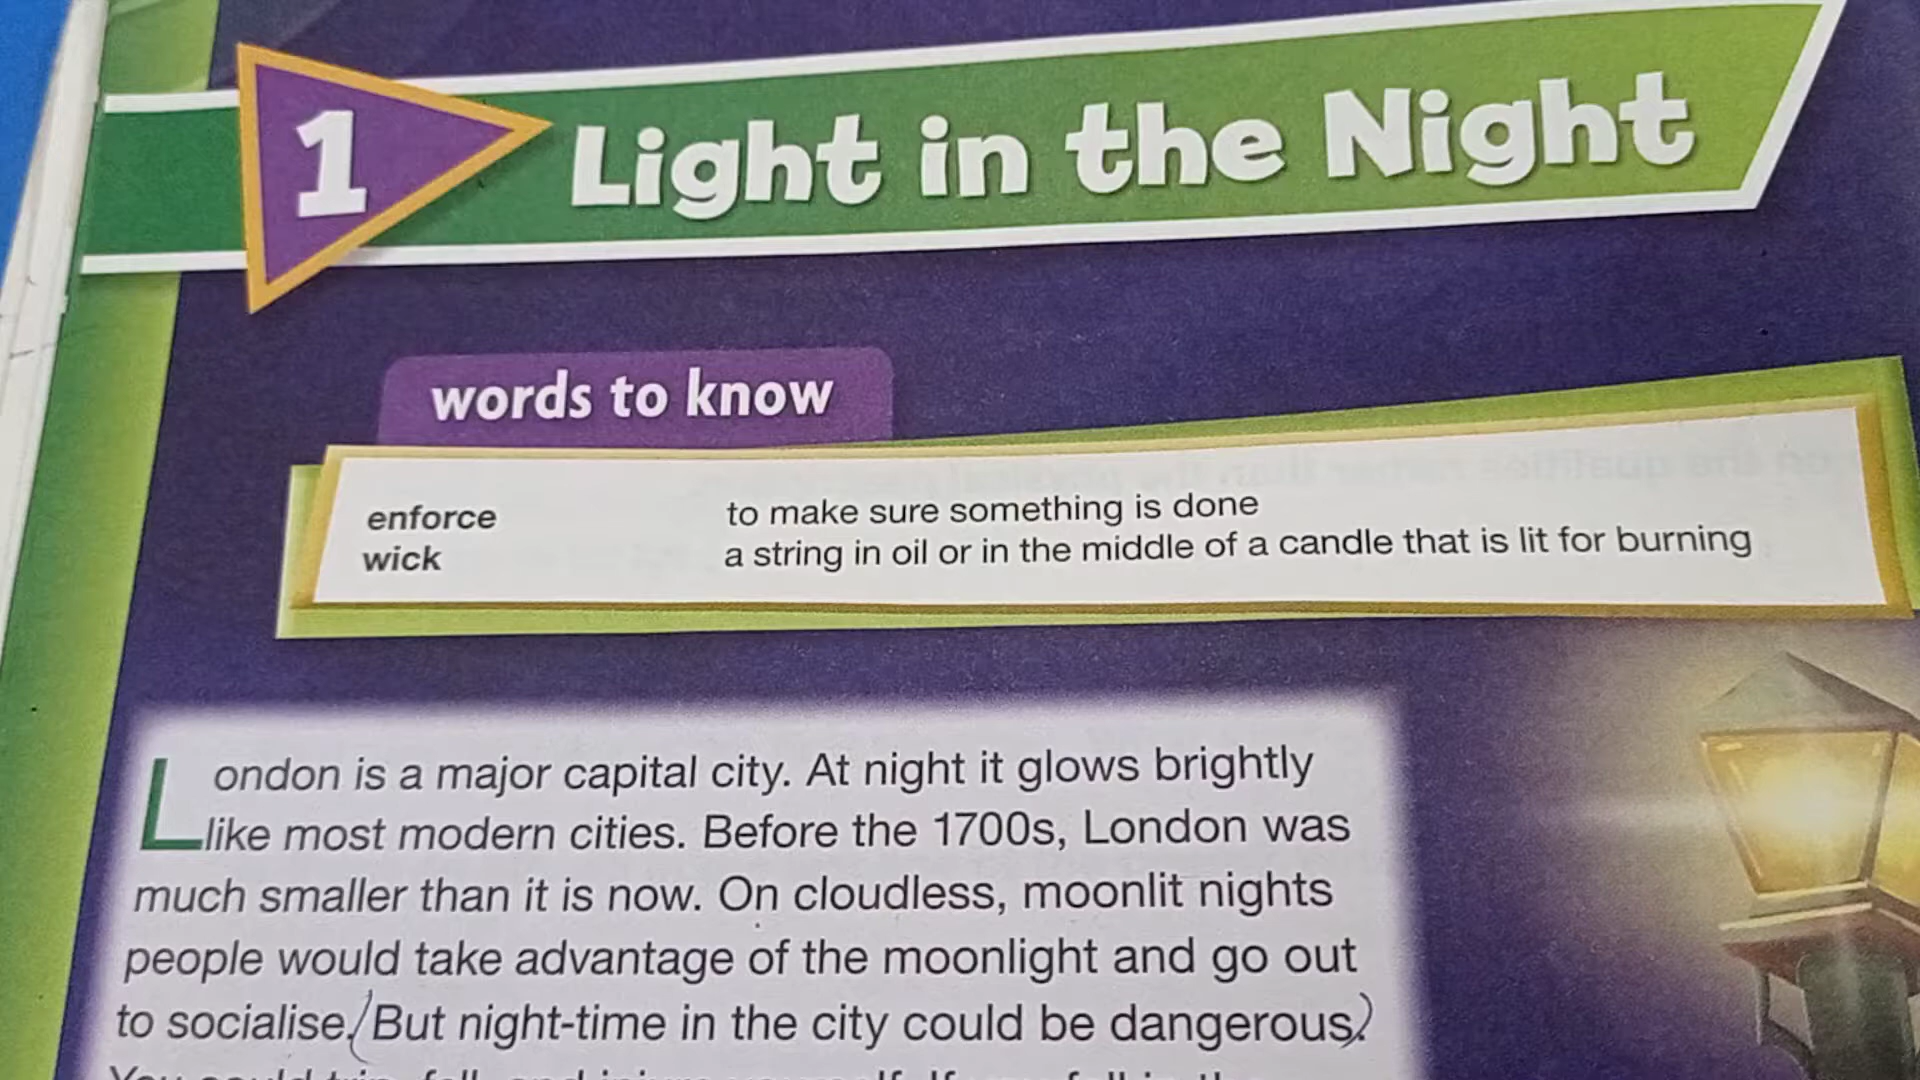 1 Light in the Night
words to know
enforce to make sure something is done
wick a string in oil or in the middle of a candle that is lit for burning
London is a major capital city. At night it glows brightly
like most modern cities. Before the 1700s, London was
much smaller than it is now. On cloudless, moonlit nights
people would take advantage of the moonlight and go out
to socialise. But night-time in the city could be dangerous.